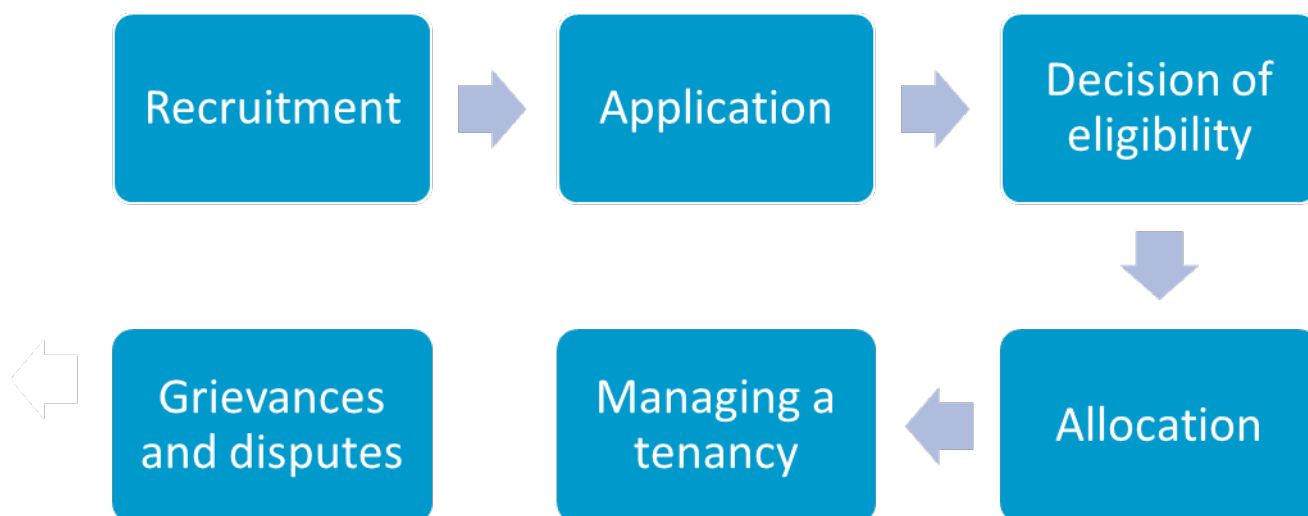 Recruitment
Application
Decision of
eligibility
Grievances
and disputes
Managing a
tenancy
Allocation